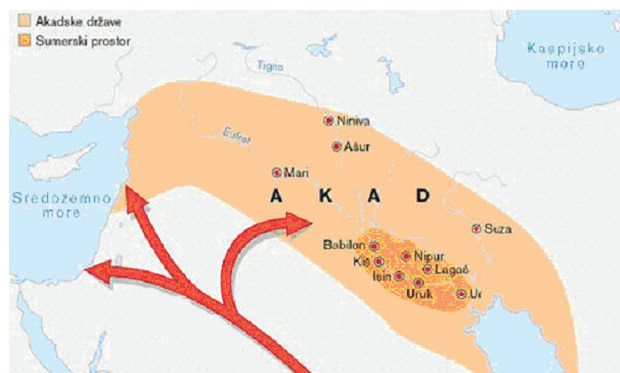 Akadske države
Sumerski prostor
Kaspijsko
more
Tigris
Niniva
Ašur
Eufrat
Mari
A K A D
Sredozemno
more
Suza
Babilon
Nipur
Kiš
Lagaš
Isin
Uruk
Ur